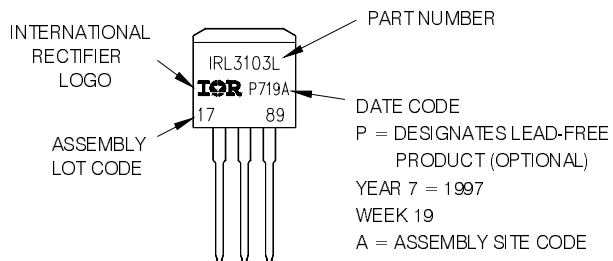 INTERNATIONAL
RECTIFIER
LOGO
ASSEMBLY
LOT CODE
IRL3103L
IOR P719A
17 89
PART NUMBER
DATE CODE
P = DESIGNATES LEAD-FREE
PRODUCT (OPTIONAL)
YEAR 7 = 1997
WEEK 19
A = ASSEMBLY SITE CODE